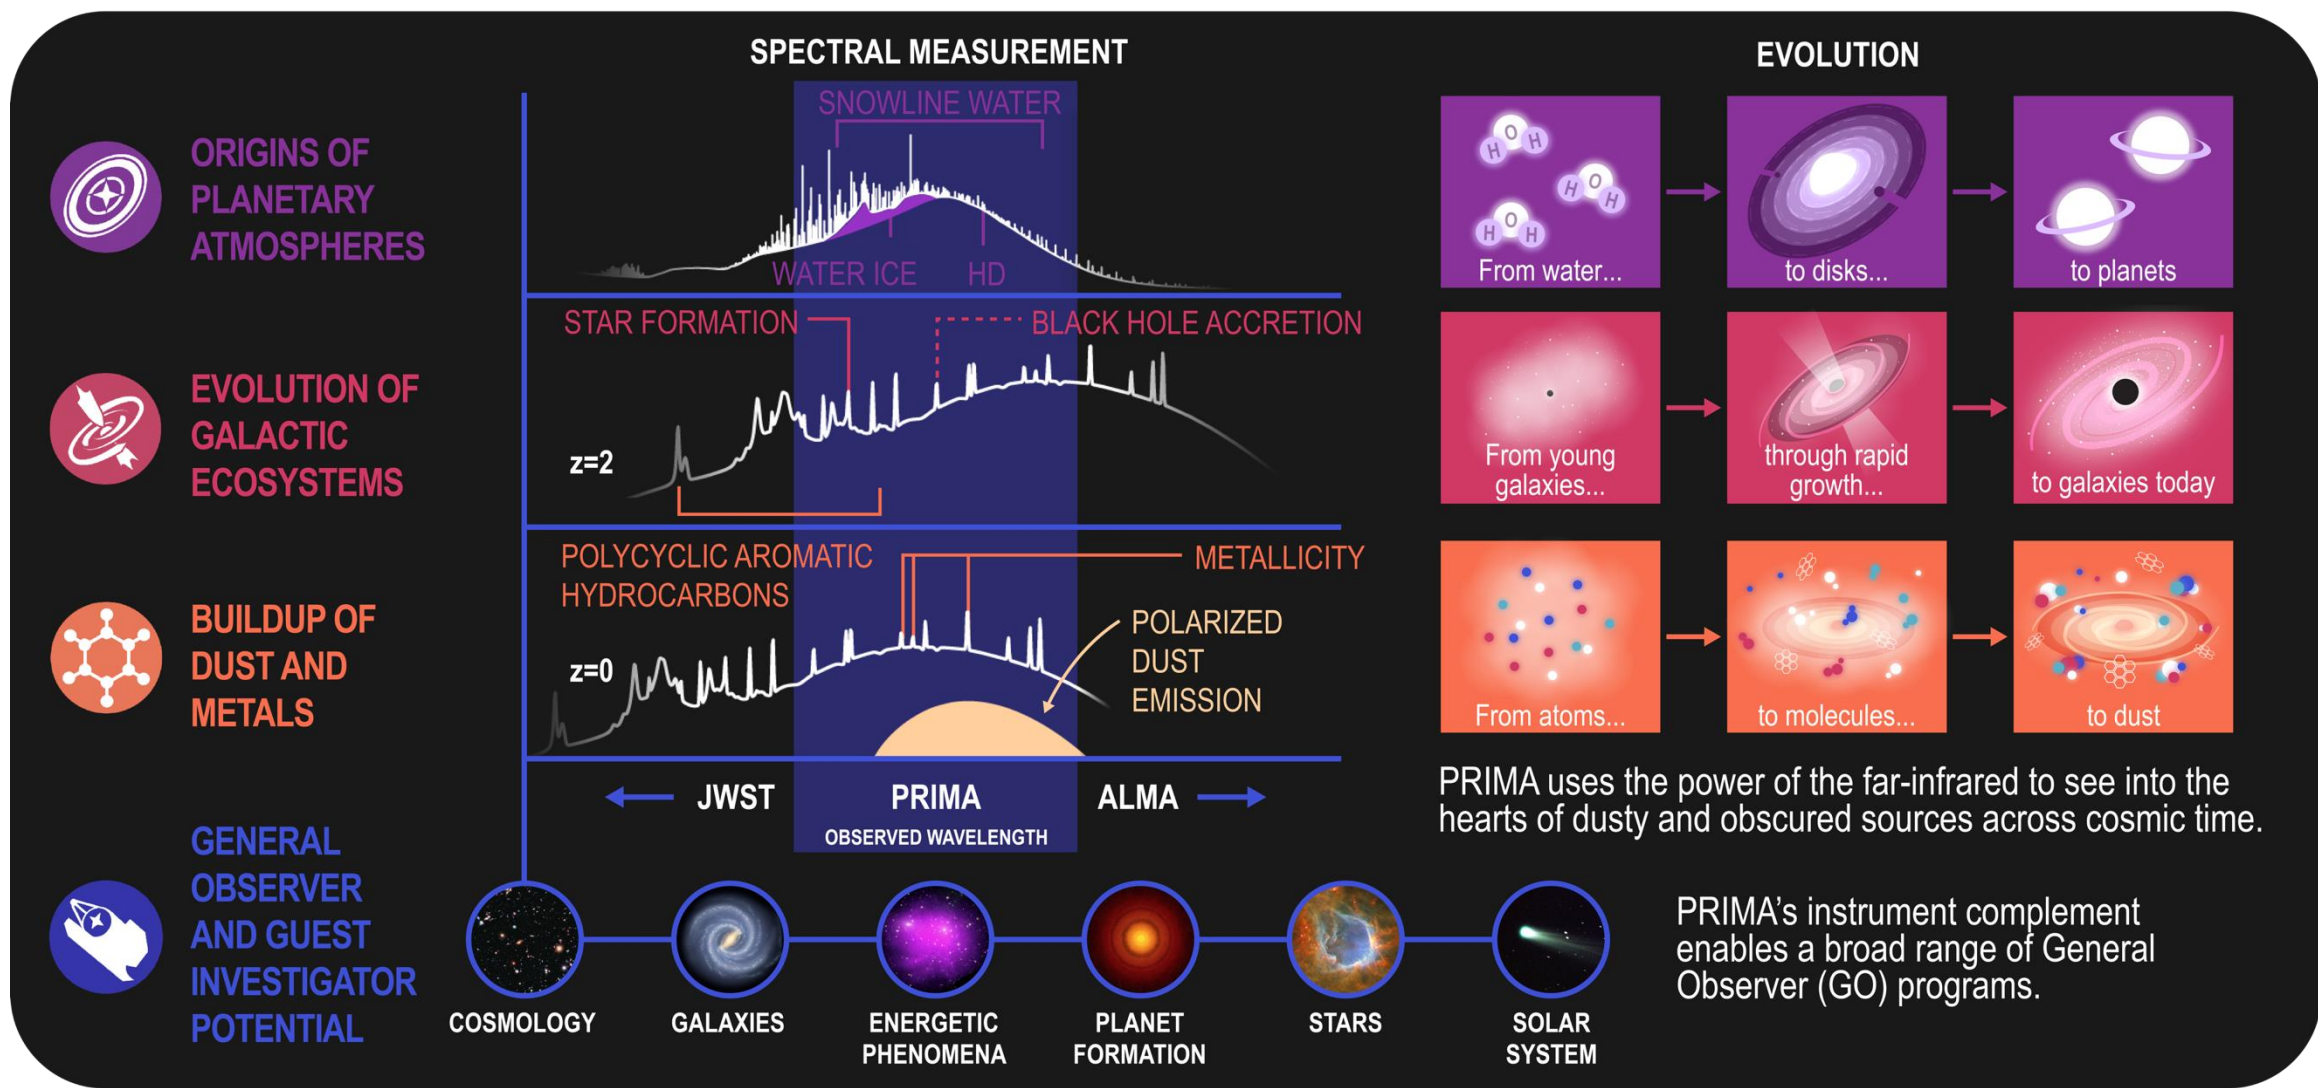 SPECTRAL MEASUREMENT
EVOLUTION
ORIGINS OF
PLANETARY
ATMOSPHERES
SNOWLINE WATER
WATER ICE
HD
H O H
H O H
H O H
From water...
to disks...
to planets
EVOLUTION OF
GALACTIC
ECOSYSTEMS
STAR FORMATION
BLACK HOLE ACCRETION
z=2
From young
galaxies...
through rapid
growth...
to galaxies today
BUILDUP OF
DUST AND
METALS
POLYCYCLIC AROMATIC
HYDROCARBONS
METALLICITY
POLARIZED
DUST
EMISSION
z=0
From atoms...
to molecules...
to dust
JWST
PRIMA
ALMA
OBSERVED WAVELENGTH
PRIMA uses the power of the far-infrared to see into the
hearts of dusty and obscured sources across cosmic time.
GENERAL
OBSERVER
AND GUEST
INVESTIGATOR
POTENTIAL
COSMOLOGY
GALAXIES
ENERGETIC
PHENOMENA
PLANET
FORMATION
STARS
SOLAR
SYSTEM
PRIMA’s instrument complement
enables a broad range of General
Observer (GO) programs.